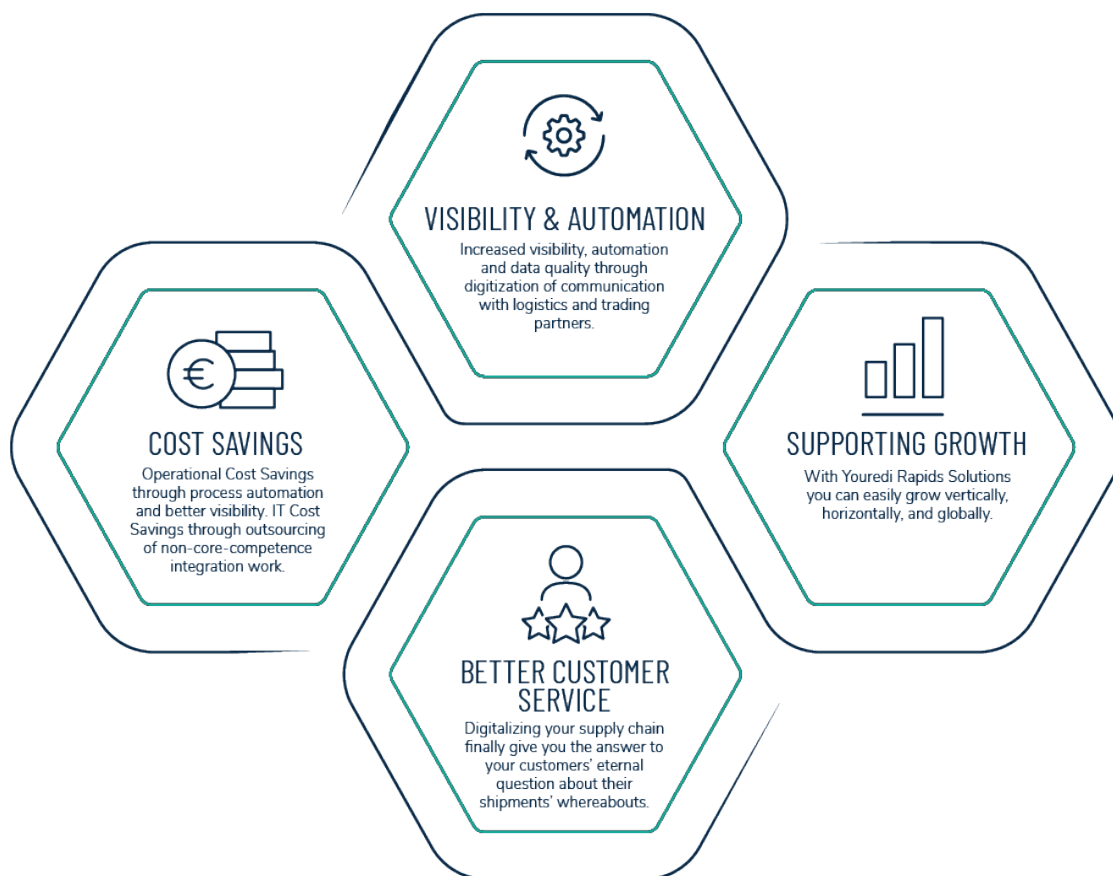 VISIBILITY & AUTOMATION
Increased visibility, automation
and data quality through
digitization of communication
with logistics and trading
partners.
€
COST SAVINGS
Operational Cost Savings
through process automation
and better visibility. IT Cost
Savings through outsourcing
of non-core-competence
integration work.
SUPPORTING GROWTH
With Youredi Rapids Solutions
you can easily grow vertically,
horizontally, and globally.
BETTER CUSTOMER
SERVICE
Digitalizing your supply chain
finally give you the answer to
your customers’ eternal
question about their
shipments’ whereabouts.